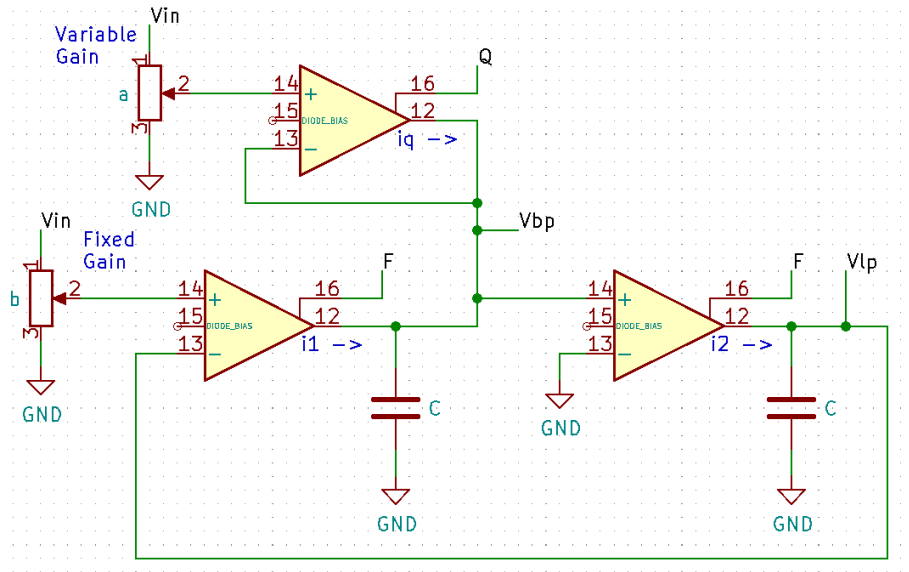 Vin
Variable
Gain
a
1
2
3
GND
14
+
15
DIODE_BIAS
13
−
16
12
iq ->
Q
Vbp
Vin
Fixed
Gain
b
1
2
3
GND
14
+
15
DIODE_BIAS
13
−
16
12
i1 ->
F
C
GND
14
+
15
DIODE_BIAS
13
−
16
12
i2 ->
F
Vlp
GND
C
GND